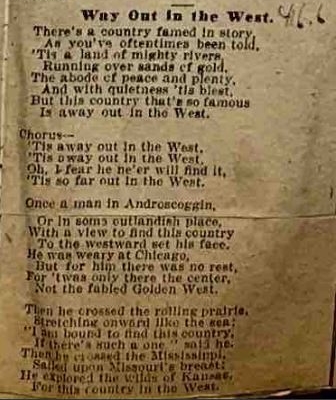 Way Out in the West.
416.6
There's a country famed in story,
As you've oftentimes been told,
'Tis a land of mighty rivers,
Running over sands of gold,
The abode of peace and plenty,
And with quietness 'tis blest,
But this country that's so famous
Is away out in the West.
Chorus—
'Tis away out in the West,
'Tis away out in the West,
Oh, I fear he ne'er will find it,
'Tis so far out in the West.
Once a man in Androscoggin,
Or in some outlandish place,
With a view to find this country
To the westward set his face.
He was weary at Chicago,
But for him there was no rest,
For 'twas only there the center,
Not the fabled Golden West.
Then he crossed the rolling prairie,
Stretching onward like the sea;
"I am bound to find this country,
If there's such a one" said he.
Then he crossed the Mississippi,
Sailed upon Missouri's breast;
He explored the wilds of Kansas,
For this country in the West.